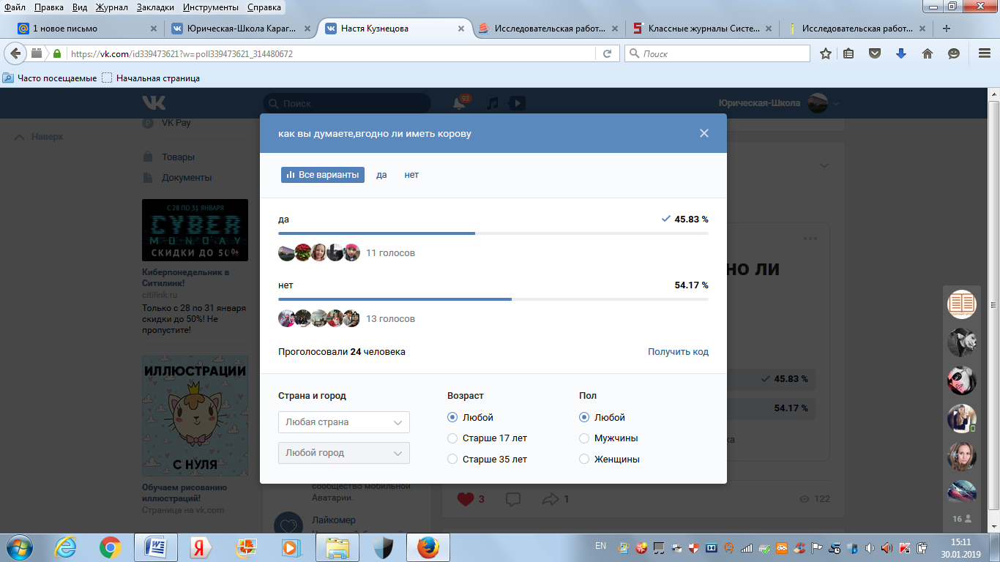 Файл Правка Вид Журнал Закладки Инструменты Справка
1 новое письмо
Юрическая-Школа Караг...
Настя Кузнецова
Исследовательская работ...
Классные журналы Систе...
Исследовательская работ...
https://vk.com/id339473621?w=poll339473621_314480672
Поиск
Часто посещаемые Начальная страница
Поиск
93
Юрическая-Школа
VK Pay
Наверх
Товары
Документы
С 28 ПО 31 ЯНВАРЯ
CYBER
MONDAY
СКИДКИ ДО 50
0+
Киберпонедельник в
Ситилинк!
citilink.ru
Только с 28 по 31 января
скидки до 50%! Не
пропустите!
ИЛЛЮСТРАЦИИ
С НУЛЯ
Обучаем рисованию
иллюстраций!
Страница на vk.com
как вы думаете,вгодно ли иметь корову
Все варианты да нет
да 45.83 %
11 голосов
нет 54.17 %
13 голосов
Проголосовали 24 человека Получить код
Страна и город Возраст Пол
Любая страна Любой Любой
Старше 17 лет Мужчины
Любой город Старше 35 лет Женщины
но ли
45.83 %
54.17 %
ка
сообщество мобильной
Аватарии.
Лайкомер
3 1 122
16
EN
15:11
30.01.2019